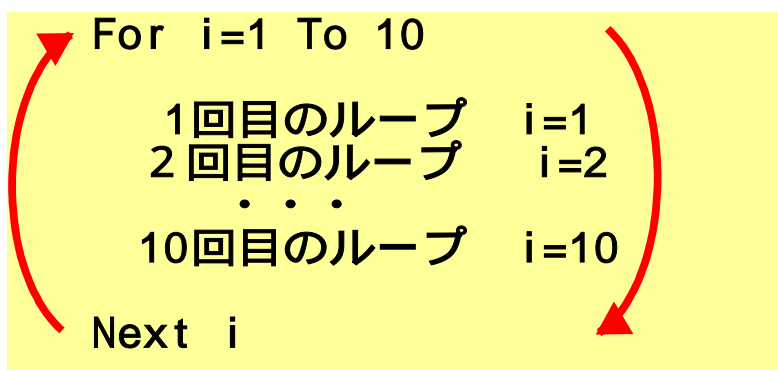 For i=1 To 10
1回目のループ i=1
2回目のループ i=2
・・・
10回目のループ i=10
Next i